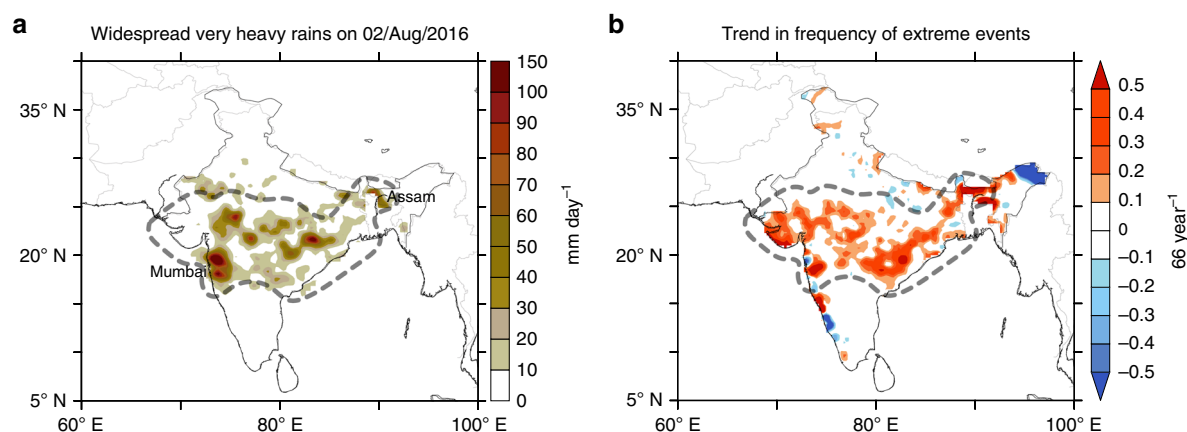 a
Widespread very heavy rains on 02/Aug/2016
35° N
20° N
5° N
60° E
80° E
100° E
Mumbai
Assam
150
100
90
80
70
60
50
40
30
20
10
0
mm day⁻¹
b
Trend in frequency of extreme events
35° N
20° N
5° N
60° E
80° E
100° E
0.5
0.4
0.3
0.2
0.1
0
–0.1
–0.2
–0.3
–0.4
–0.5
66 year⁻¹